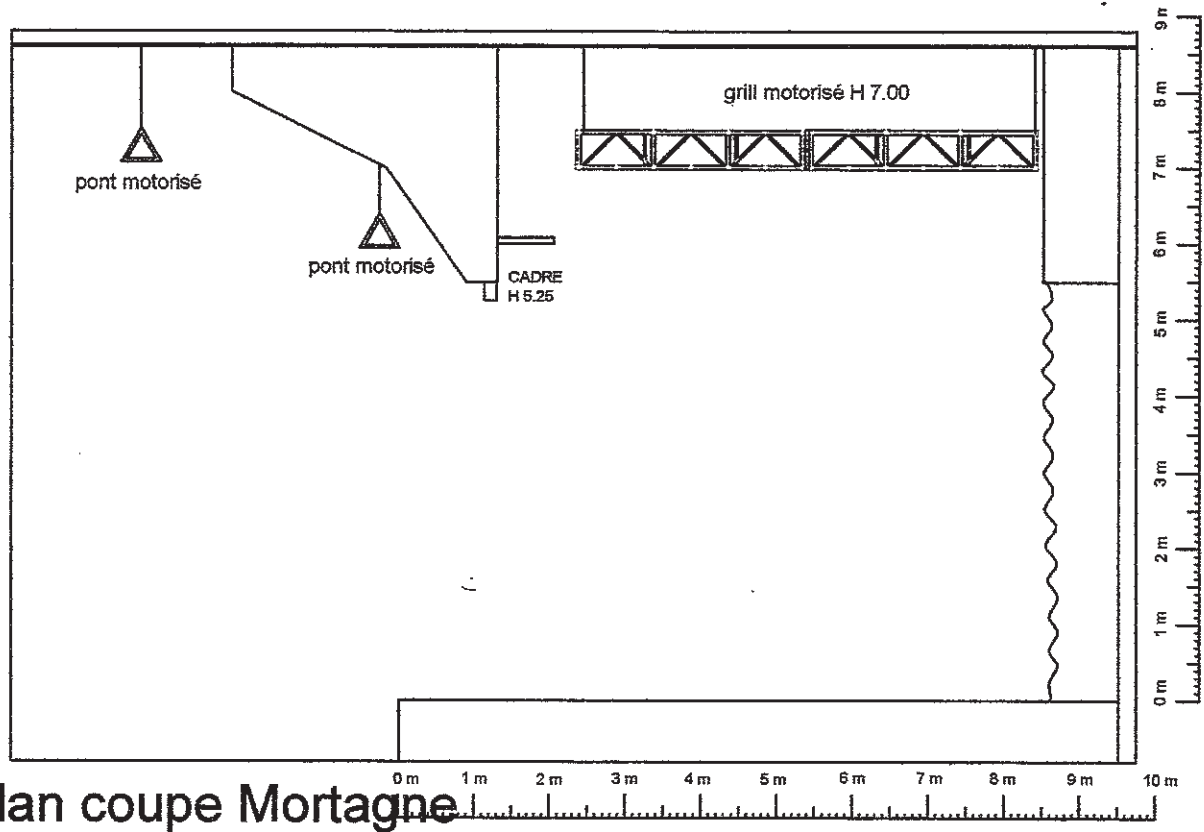 grill motorisé H 7.00
pont motorisé
pont motorisé
CADRE
H 5.25
9 m
8 m
7 m
6 m
5 m
4 m
3 m
2 m
1 m
0 m
0 m 1 m 2 m 3 m 4 m 5 m 6 m 7 m 8 m 9 m 10 m
lan coupe Mortagne